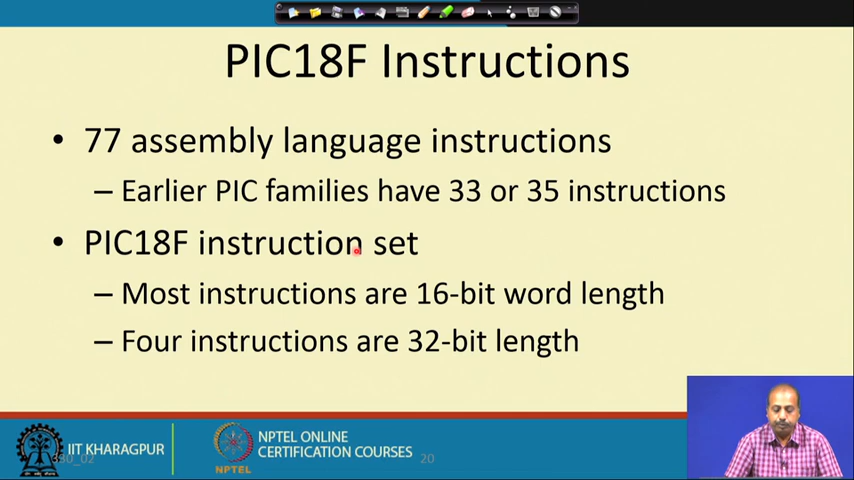 PIC18F Instructions
• 77 assembly language instructions
– Earlier PIC families have 33 or 35 instructions
• PIC18F instruction set
– Most instructions are 16-bit word length
– Four instructions are 32-bit length
IIT KHARAGPUR
NPTEL
NPTEL ONLINE
CERTIFICATION COURSES
20